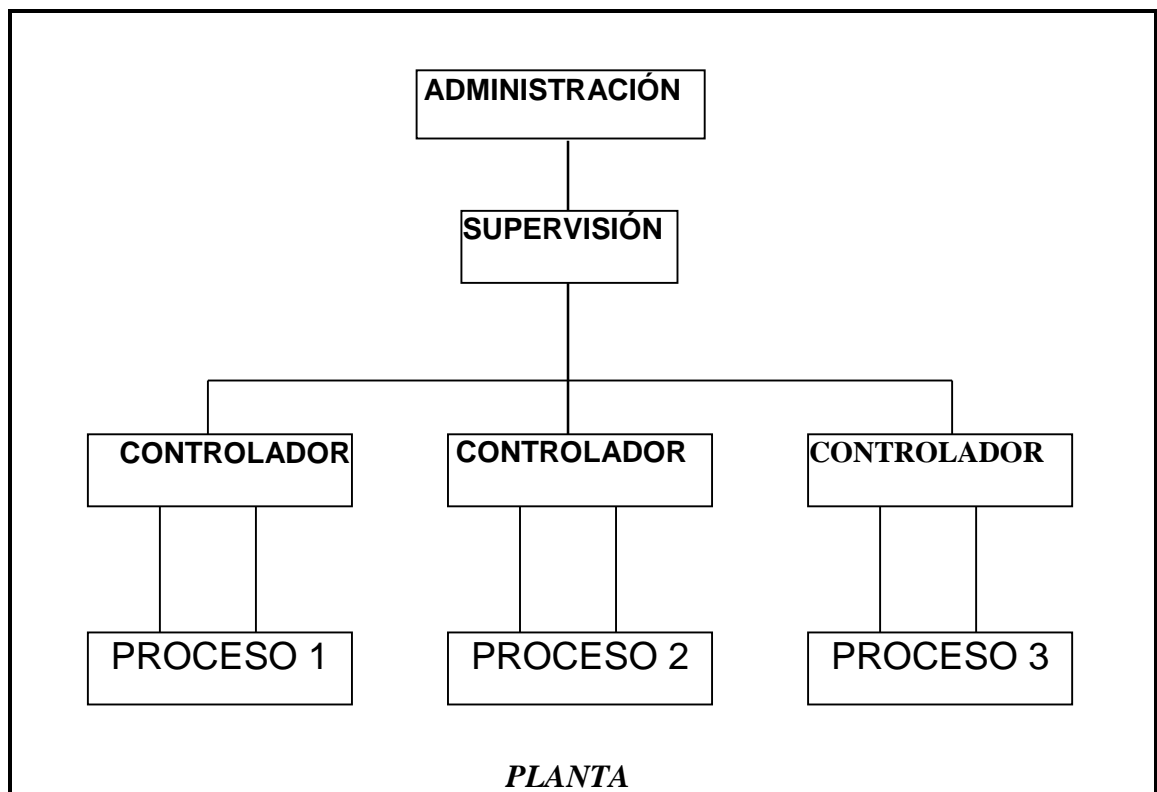 ADMINISTRACIÓN
SUPERVISIÓN
CONTROLADOR CONTROLADOR CONTROLADOR
PROCESO 1 PROCESO 2 PROCESO 3
PLANTA